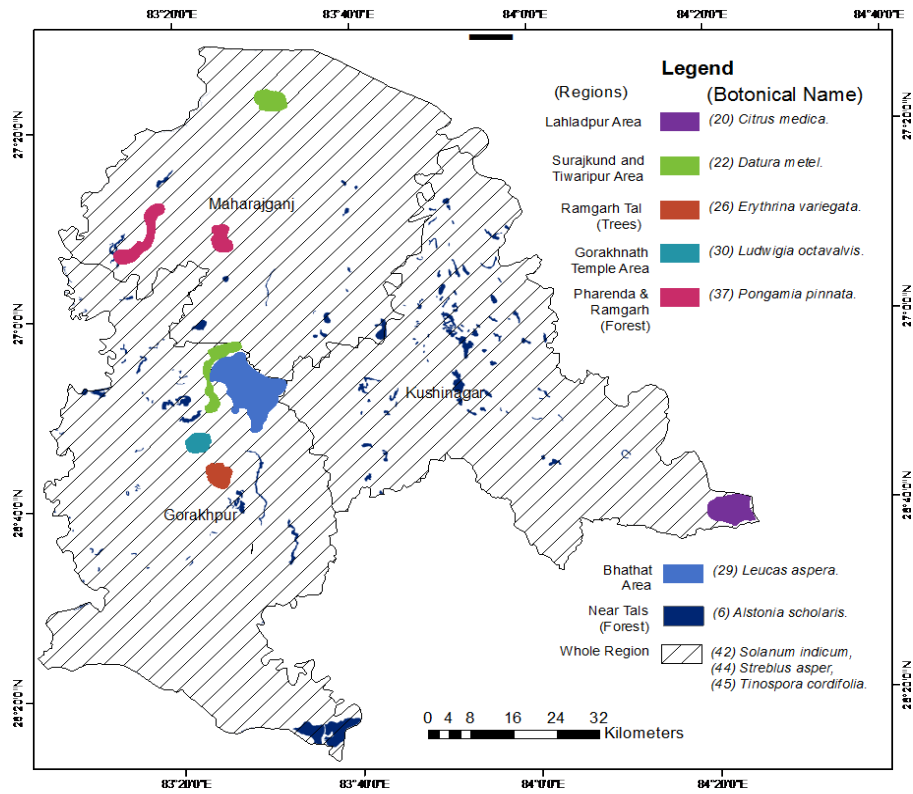 83°20'0"E 83°40'0"E 84°0'0"E 84°20'0"E 84°40'0"E
Legend
(Regions) (Botonical Name)
Lahladpur Area (20) Citrus medica.
Surajkund and
Tiwaripur Area (22) Datura metel.
Ramgarh Tal
(Trees) (26) Erythrina variegata.
Gorakhnath
Temple Area (30) Ludwigia octavalvis.
Pharenda &
Ramgarh
(Forest) (37) Pongamia pinnata.
Maharajganj
Kushinagar
Gorakhpur
Bhathat
Area (29) Leucas aspera.
Near Tals
(Forest) (6) Alstonia scholaris.
Whole Region (42) Solanum indicum,
(44) Streblus asper,
(45) Tinospora cordifolia.
0 4 8 16 24 32
Kilometers
27°20'0"N
27°0'0"N
26°40'0"N
26°20'0"N
27°20'0"N
27°0'0"N
26°40'0"N
26°20'0"N
83°20'0"E 83°40'0"E 84°0'0"E 84°20'0"E